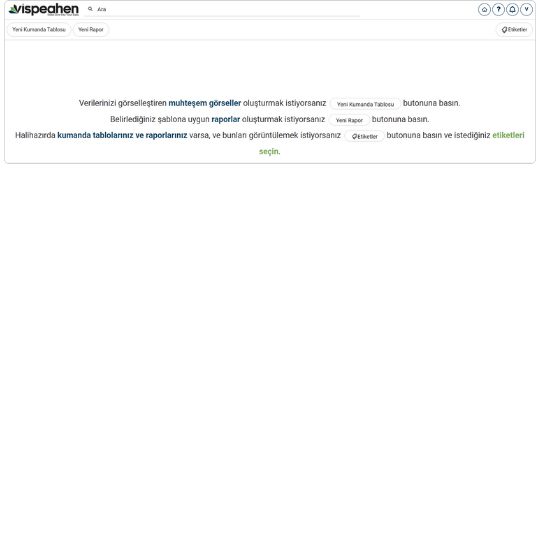 vispeahen
Ara
?
V
Yeni Kumanda Tablosu
Yeni Rapor
Etiketler
Verilerinizi görselleştiren muhteşem görseller oluşturmak istiyorsanız Yeni Kumanda Tablosu butonuna basın.
Belirlediğiniz şablona uygun raporlar oluşturmak istiyorsanız Yeni Rapor butonuna basın.
Halihazırda kumanda tablolarınız ve raporlarınız varsa, ve bunları görüntülemek istiyorsanız Etiketler butonuna basın ve istediğiniz etiketleri
seçin.